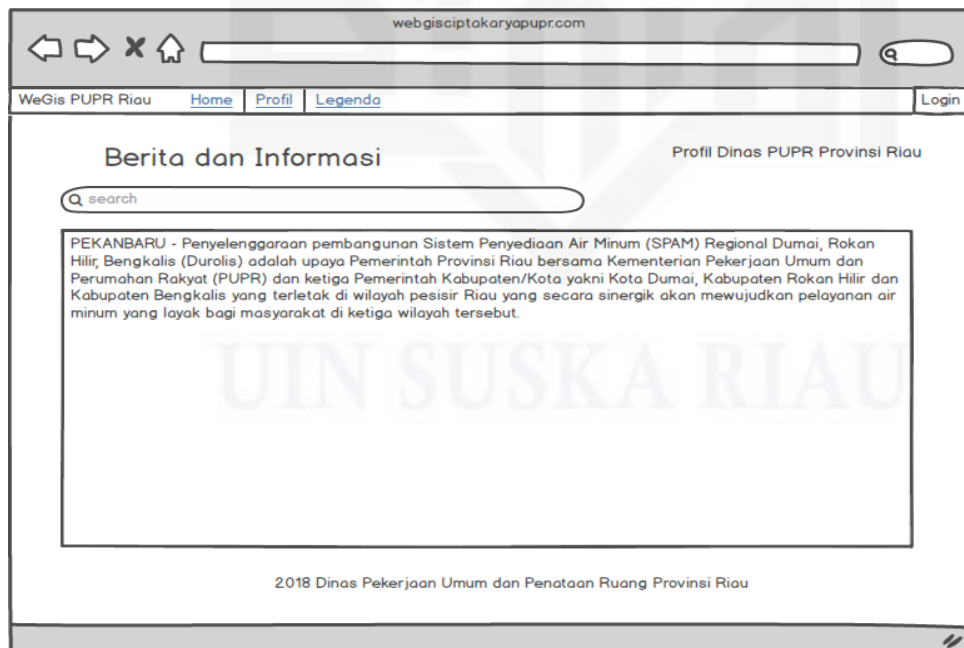 webgisciptakaryapupr.com
WeGis PUPR Riau Home Profil Legenda Login
Berita dan Informasi
Profil Dinas PUPR Provinsi Riau
search
PEKANBARU - Penyelenggaraan pembangunan Sistem Penyediaan Air Minum (SPAM) Regional Dumai, Rokan
Hilir, Bengkalis (Durolis) adalah upaya Pemerintah Provinsi Riau bersama Kementerian Pekerjaan Umum dan
Perumahan Rakyat (PUPR) dan ketiga Pemerintah Kabupaten/Kota yakni Kota Dumai, Kabupaten Rokan Hilir dan
Kabupaten Bengkalis yang terletak di wilayah pesisir Riau yang secara sinergik akan mewujudkan pelayanan air
minum yang layak bagi masyarakat di ketiga wilayah tersebut.
UIN SUSKA RIAU
2018 Dinas Pekerjaan Umum dan Penataan Ruang Provinsi Riau